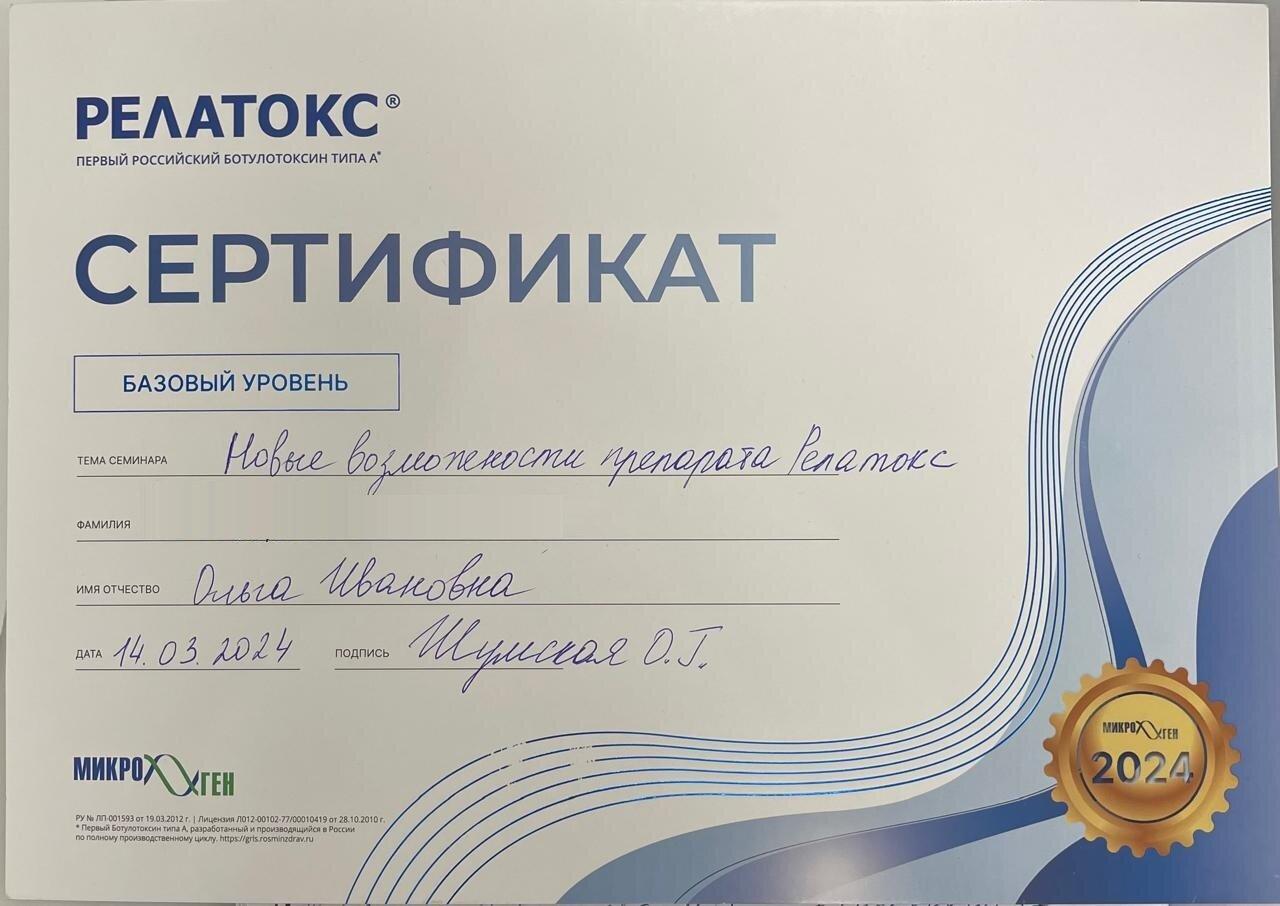 РЕЛАТОКС®
ПЕРВЫЙ РОССИЙСКИЙ БОТУЛОТОКСИН ТИПА А*
СЕРТИФИКАТ
БАЗОВЫЙ УРОВЕНЬ
ТЕМА СЕМИНАРА Новые возможности препарата Релатокс
ФАМИЛИЯ
ИМЯ ОТЧЕСТВО Ольга Ивановна
ДАТА 14.03.2024 ПОДПИСЬ Шумская О.Г.
МИКРОГЕН
2024
МИКРОГЕН
РУ № ЛП-001593 от 19.03.2012 г. | Лицензия Л012-00102-77/00010419 от 28.10.2010 г.
* Первый Ботулотоксин типа А, разработанный и производящийся в России
по полному производственному циклу. https://grls.rosminzdrav.ru